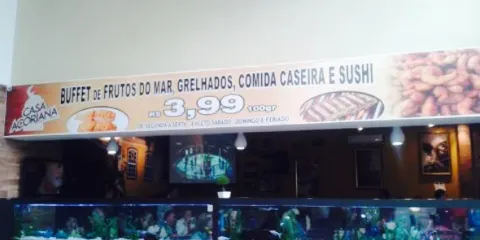 BUFFET DE FRUTOS DO MAR, GRELHADOS, COMIDA CASEIRA E SUSHI
CASA
AÇORIANA
R$ 3,99 100gr